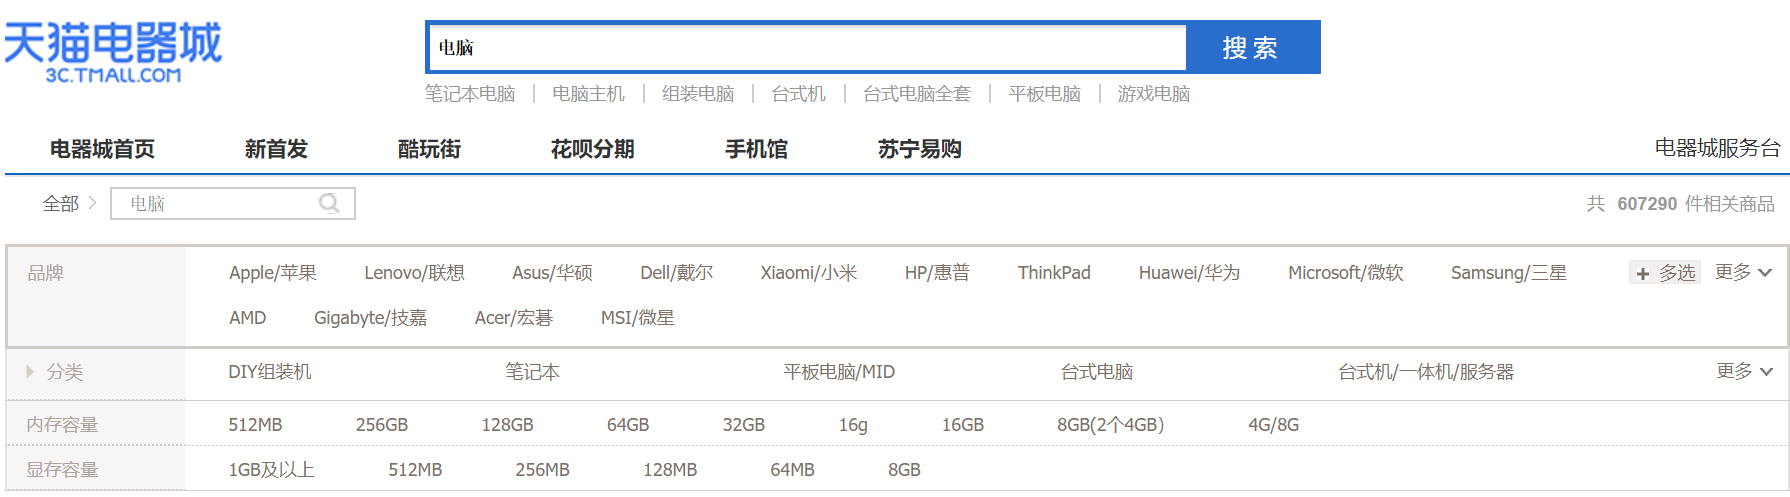 天猫电器城
3C.TMALL.COM
电脑 搜索
笔记本电脑 电脑主机 组装电脑 台式机 台式电脑全套 平板电脑 游戏电脑
电器城首页 新首发 酷玩街 花呗分期 手机馆 苏宁易购 电器城服务台
全部 > 电脑 共 607290 件相关商品
品牌 Apple/苹果 Lenovo/联想 Asus/华硕 Dell/戴尔 Xiaomi/小米 HP/惠普 ThinkPad Huawei/华为 Microsoft/微软 Samsung/三星 + 多选 更多
AMD Gigabyte/技嘉 Acer/宏碁 MSI/微星
分类 DIY组装机 笔记本 平板电脑/MID 台式电脑 台式机/一体机/服务器 更多
内存容量 512MB 256GB 128GB 64GB 32GB 16g 16GB 8GB(2个4GB） 4G/8G
显存容量 1GB及以上 512MB 256MB 128MB 64MB 8GB